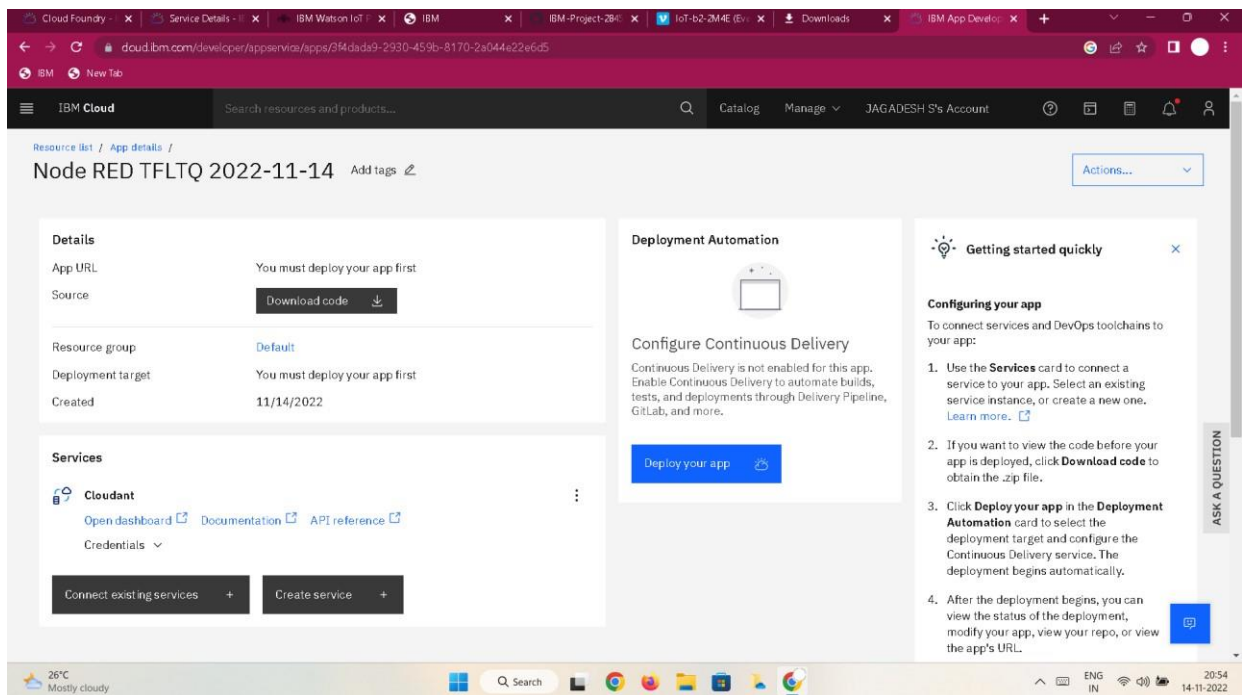 Cloud Foundry -
Service Details - I
IBM Watson IoT P
IBM
IBM-Project-2845
IoT-b2-2M4E (Eve
Downloads
IBM App Develop
cloud.ibm.com/developer/appservice/apps/3f4dada9-2930-459b-8170-2a044e22e6d5
IBM
New Tab
IBM Cloud
Search resources and products...
Catalog
Manage
JAGADESH S's Account
Resource list / App details /
Node RED TFLTQ 2022-11-14
Add tags
Actions...
Details
App URL
You must deploy your app first
Source
Download code
Resource group
Default
Deployment target
You must deploy your app first
Created
11/14/2022
Services
Cloudant
Open dashboard
Documentation
API reference
Credentials
Connect existing services +
Create service +
Deployment Automation
Configure Continuous Delivery
Continuous Delivery is not enabled for this app.
Enable Continuous Delivery to automate builds,
tests, and deployments through Delivery Pipeline,
GitLab, and more.
Deploy your app
Getting started quickly
Configuring your app
To connect services and DevOps toolchains to
your app:
1. Use the Services card to connect a
service to your app. Select an existing
service instance, or create a new one.
Learn more.
2. If you want to view the code before your
app is deployed, click Download code to
obtain the .zip file.
3. Click Deploy your app in the Deployment
Automation card to select the
deployment target and configure the
Continuous Delivery service. The
deployment begins automatically.
4. After the deployment begins, you can
view the status of the deployment,
modify your app, view your repo, or view
the app's URL.
ASK A QUESTION
26°C
Mostly cloudy
Search
ENG
IN
20:54
14-11-2022